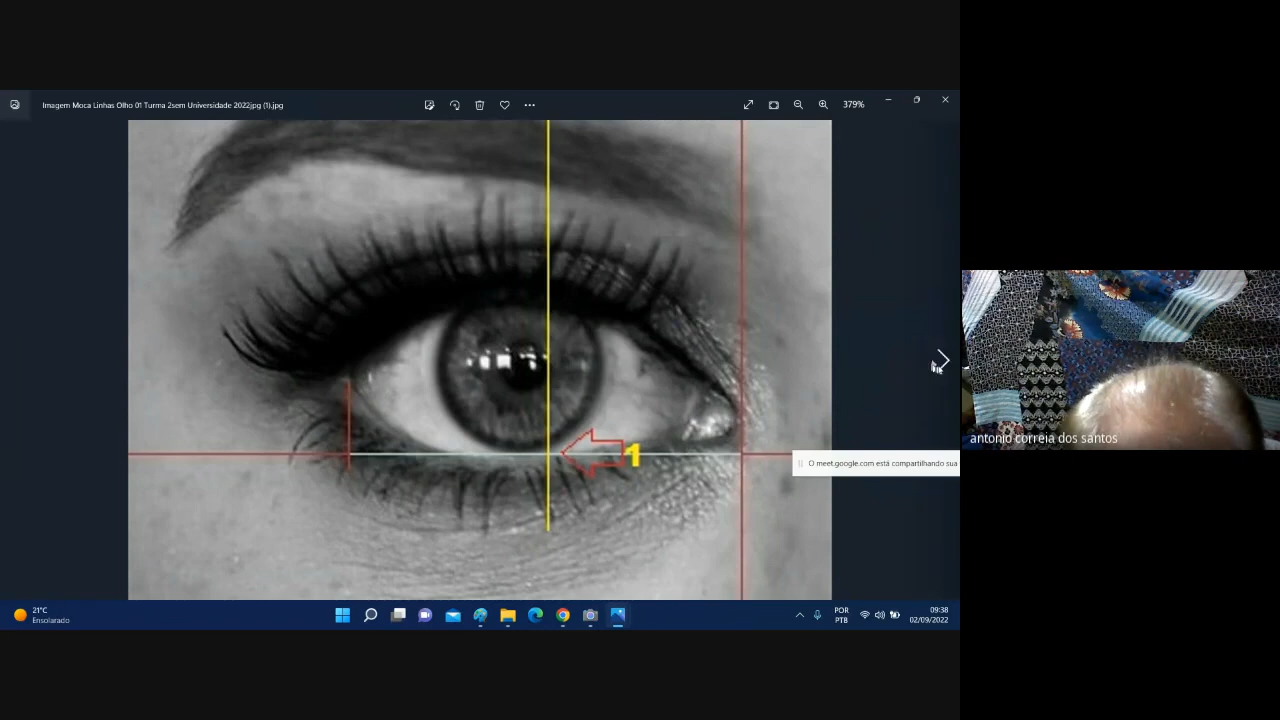 Imagem Moca Linhas Olho 01 Turma 2sem Universidade 2022jpg (1).jpg
379%
1
antonio correia dos santos
O meet.google.com está compartilhando sua
21°C
Ensolarado
POR
PTB
09:38
02/09/2022